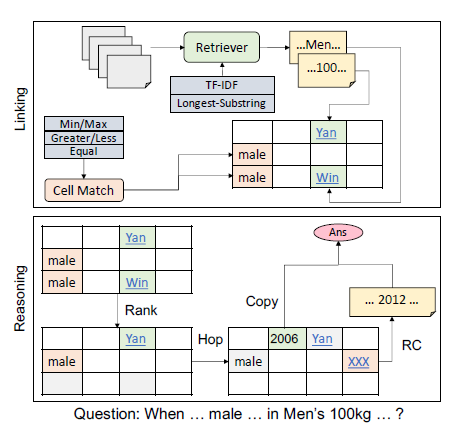 Linking
Retriever
...Men...
...100...
TF-IDF
Longest-Substring
Min/Max
Greater/Less
Equal
Cell Match
Yan
male
male
Win
Reasoning
Yan
male
male
Win
Rank
Yan
male
Hop
Copy
Ans
... 2012 ...
RC
2006
Yan
male
XXX
Question: When ... male ... in Men's 100kg ... ?